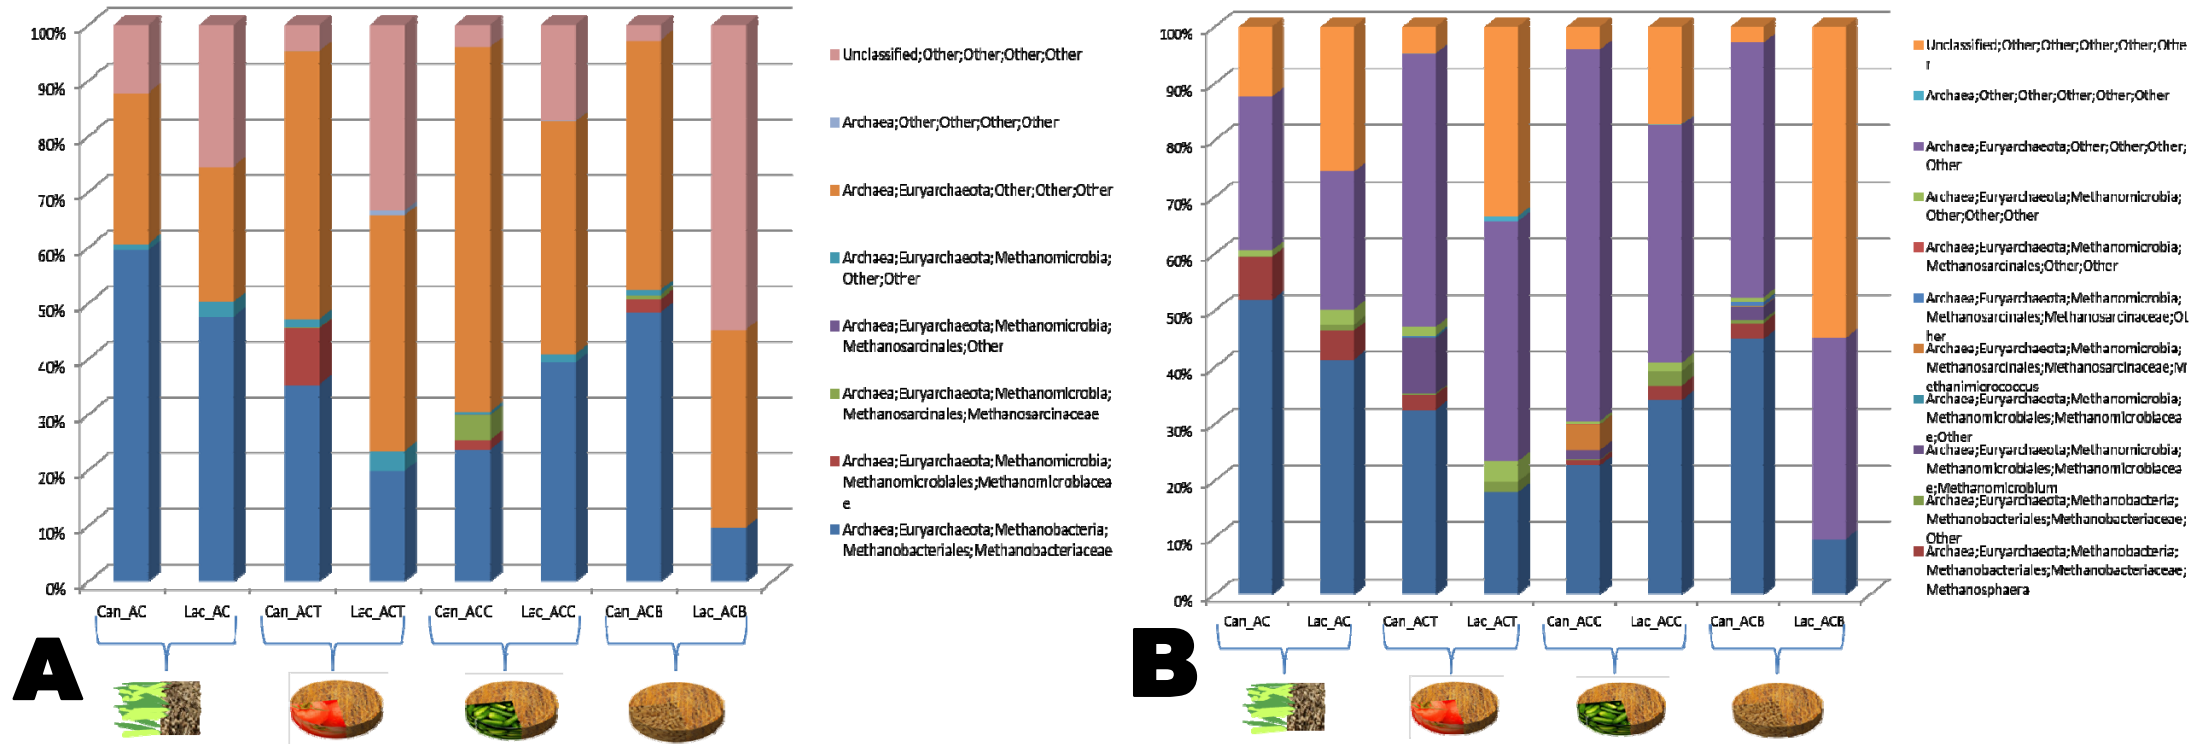 100%
90%
80%
70%
60%
50%
40%
30%
20%
10%
0%
Can_AC
Lac_AC
Can_ACT
Lac_ACT
Can_ACC
Lac_ACC
Can_ACB
Lac_ACB
Unclassified;Other;Other;Other;Other
Archaea;Other;Other;Other;Other
Archaea;Euryarchaeota;Other;Other;Other
Archaea;Euryarchaeota;Methanomicrobia;
Other;Other
Archaea;Euryarchaeota;Methanomicrobia;
Methanosarcinales;Other
Archaea;Euryarchaeota;Methanomicrobia;
Methanosarcinales;Methanosarcinaceae
Archaea;Euryarchaeota;Methanomicrobia;
Methanomicrobiales;Methanomicrobiacea
e
Archaea;Euryarchaeota;Methanobacteria;
Methanobacteriales;Methanobacteriaceae
A
100%
90%
80%
70%
60%
50%
40%
30%
20%
10%
0%
Can_AC
Lac_AC
Can_ACT
Lac_ACT
Can_ACC
Lac_ACC
Can_ACB
Lac_ACB
Unclassified;Other;Other;Other;Other;Othe
r
Archaea;Other;Other;Other;Other;Other
Archaea;Euryarchaeota;Other;Other;Other;
Other
Archaea;Euryarchaeota;Methanomicrobia;
Other;Other;Other
Archaea;Euryarchaeota;Methanomicrobia;
Methanosarcinales;Other;Other
Archaea;Euryarchaeota;Methanomicrobia;
Methanosarcinales;Methanosarcinaceae;Ot
her
Archaea;Euryarchaeota;Methanomicrobia;
Methanosarcinales;Methanosarcinaceae;M
ethanimicrococcus
Archaea;Euryarchaeota;Methanomicrobia;
Methanomicrobiales;Methanomicrobiacea
e;Other
Archaea;Euryarchaeota;Methanomicrobia;
Methanomicrobiales;Methanomicrobiacea
e;Methanomicrobium
Archaea;Euryarchaeota;Methanobacteria;
Methanobacteriales;Methanobacteriaceae;
Other
Archaea;Euryarchaeota;Methanobacteria;
Methanobacteriales;Methanobacteriaceae;
Methanosphaera
B